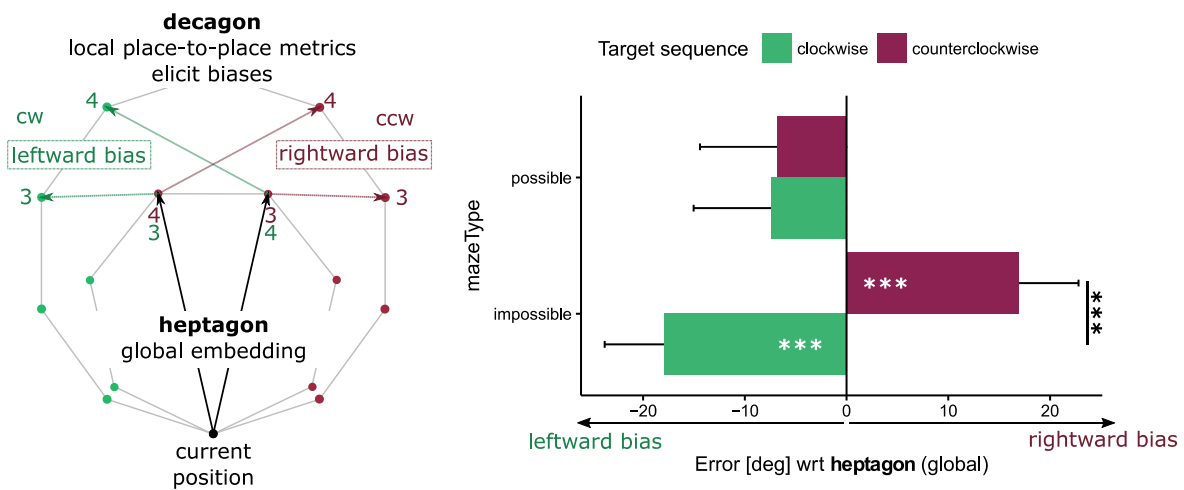 decagon
local place-to-place metrics
elicit biases
4
4
cw
ccw
leftward bias
rightward bias
3
3
4
3
3
4
heptagon
global embedding
current
position
Target sequence
clockwise
counterclockwise
mazeType
possible
impossible
***
***
***
−20
−10
0
10
20
leftward bias
rightward bias
Error [deg] wrt heptagon (global)